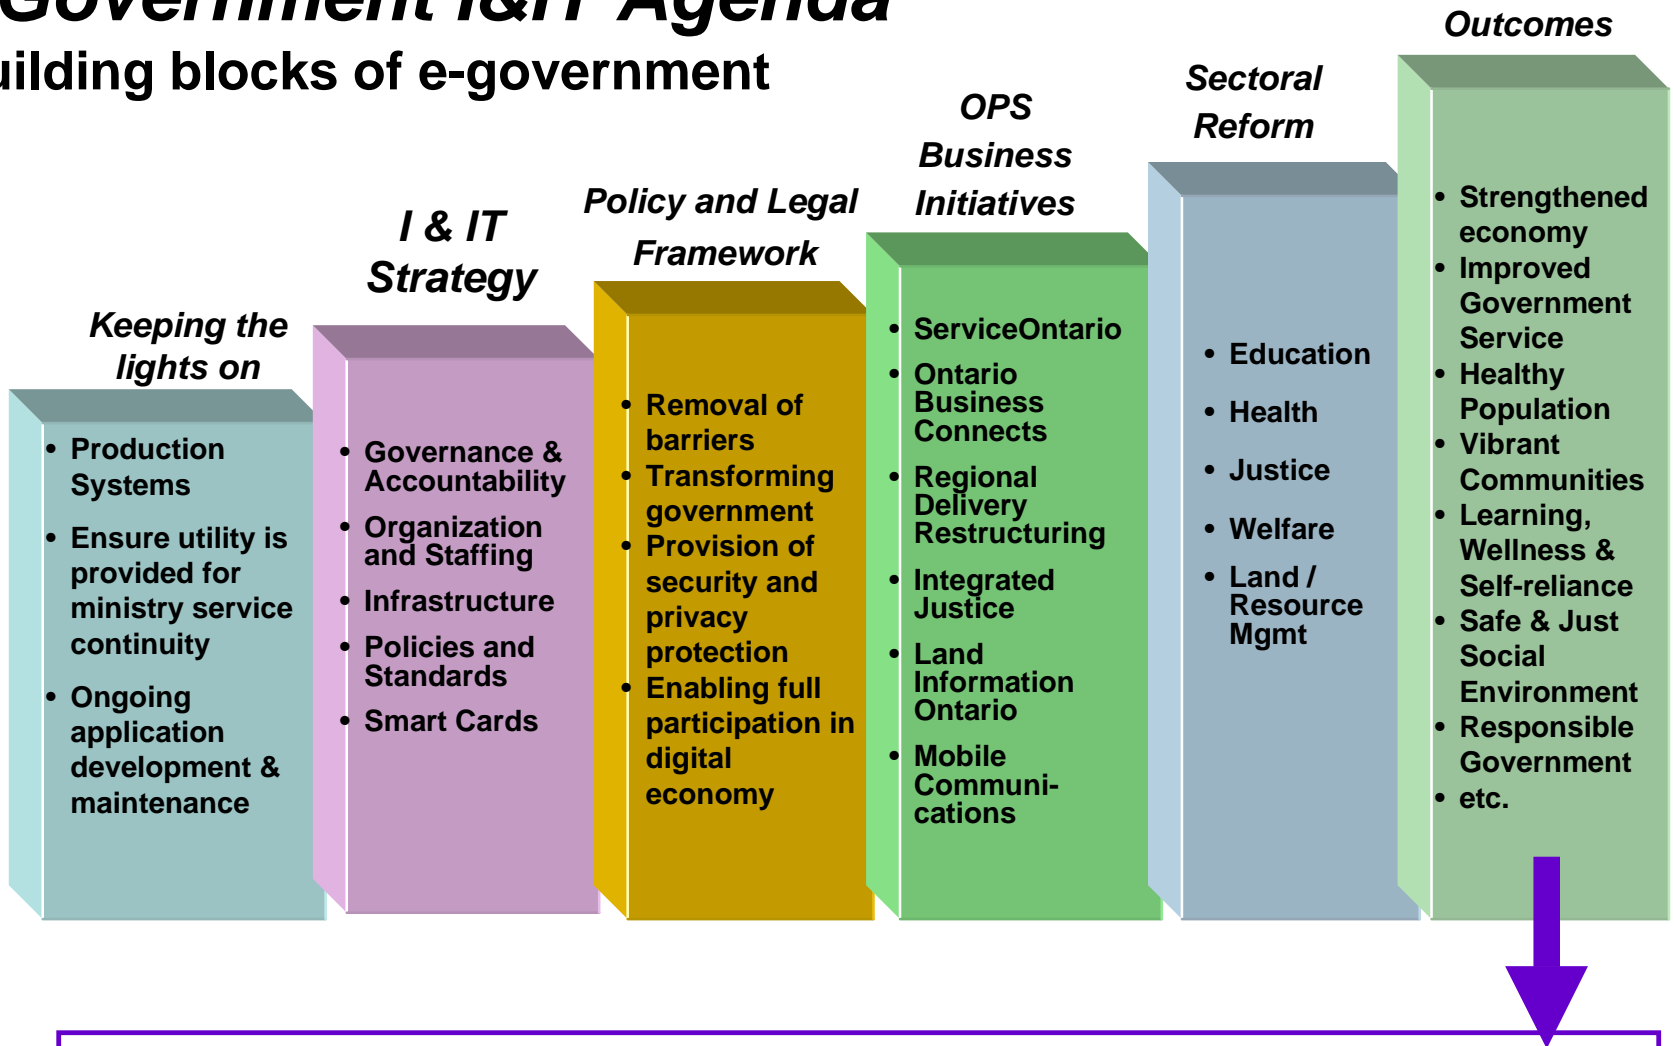 Government I&IT Agenda
uilding blocks of e-government
Keeping the
lights on
• Production
Systems
• Ensure utility is
provided for
ministry service
continuity
• Ongoing
application
development &
maintenance
I & IT
Strategy
• Governance &
Accountability
• Organization
and Staffing
• Infrastructure
• Policies and
Standards
• Smart Cards
Policy and Legal
Framework
• Removal of
barriers
• Transforming
government
• Provision of
security and
privacy
protection
• Enabling full
participation in
digital
economy
OPS
Business
Initiatives
• ServiceOntario
• Ontario
Business
Connects
• Regional
Delivery
Restructuring
• Integrated
Justice
• Land
Information
Ontario
• Mobile
Communi-
cations
Sectoral
Reform
• Education
• Health
• Justice
• Welfare
• Land /
Resource
Mgmt
Outcomes
• Strengthened
economy
• Improved
Government
Service
• Healthy
Population
• Vibrant
Communities
• Learning,
Wellness &
Self-reliance
• Safe & Just
Social
Environment
• Responsible
Government
• etc.